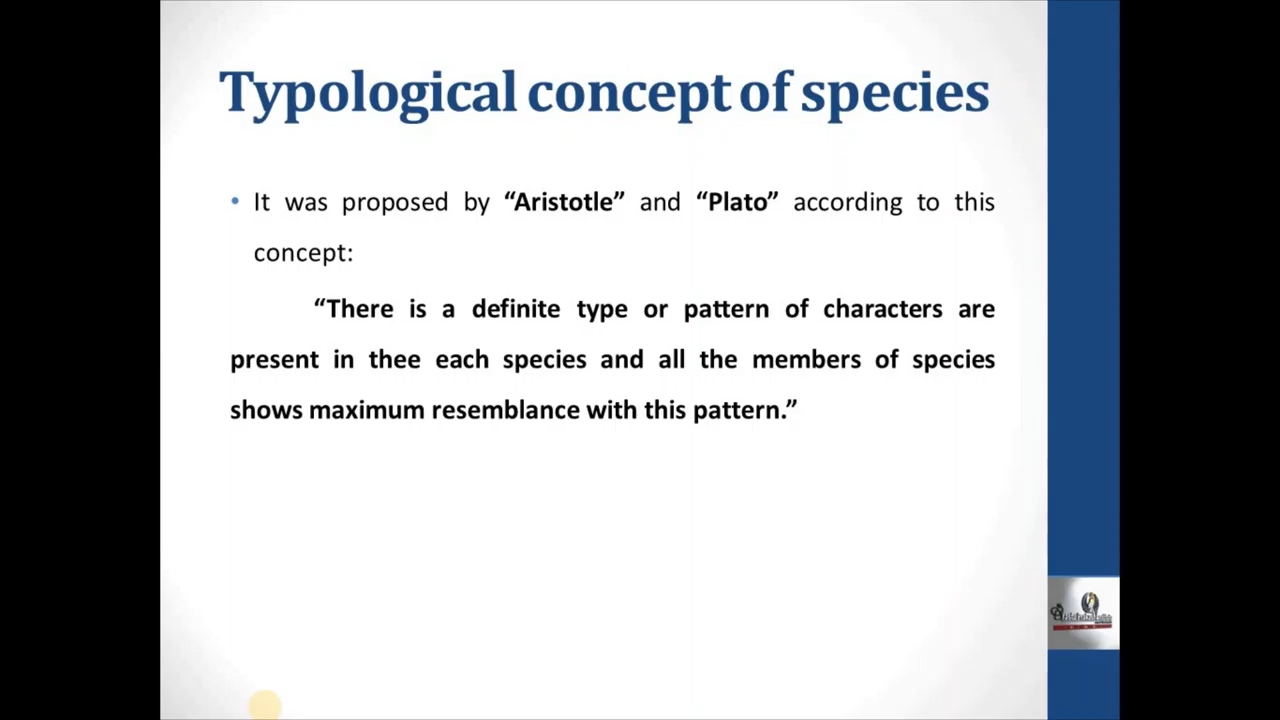 Typological concept of species
• It was proposed by “Aristotle” and “Plato” according to this
concept:
“There is a definite type or pattern of characters are
present in thee each species and all the members of species
shows maximum resemblance with this pattern.”